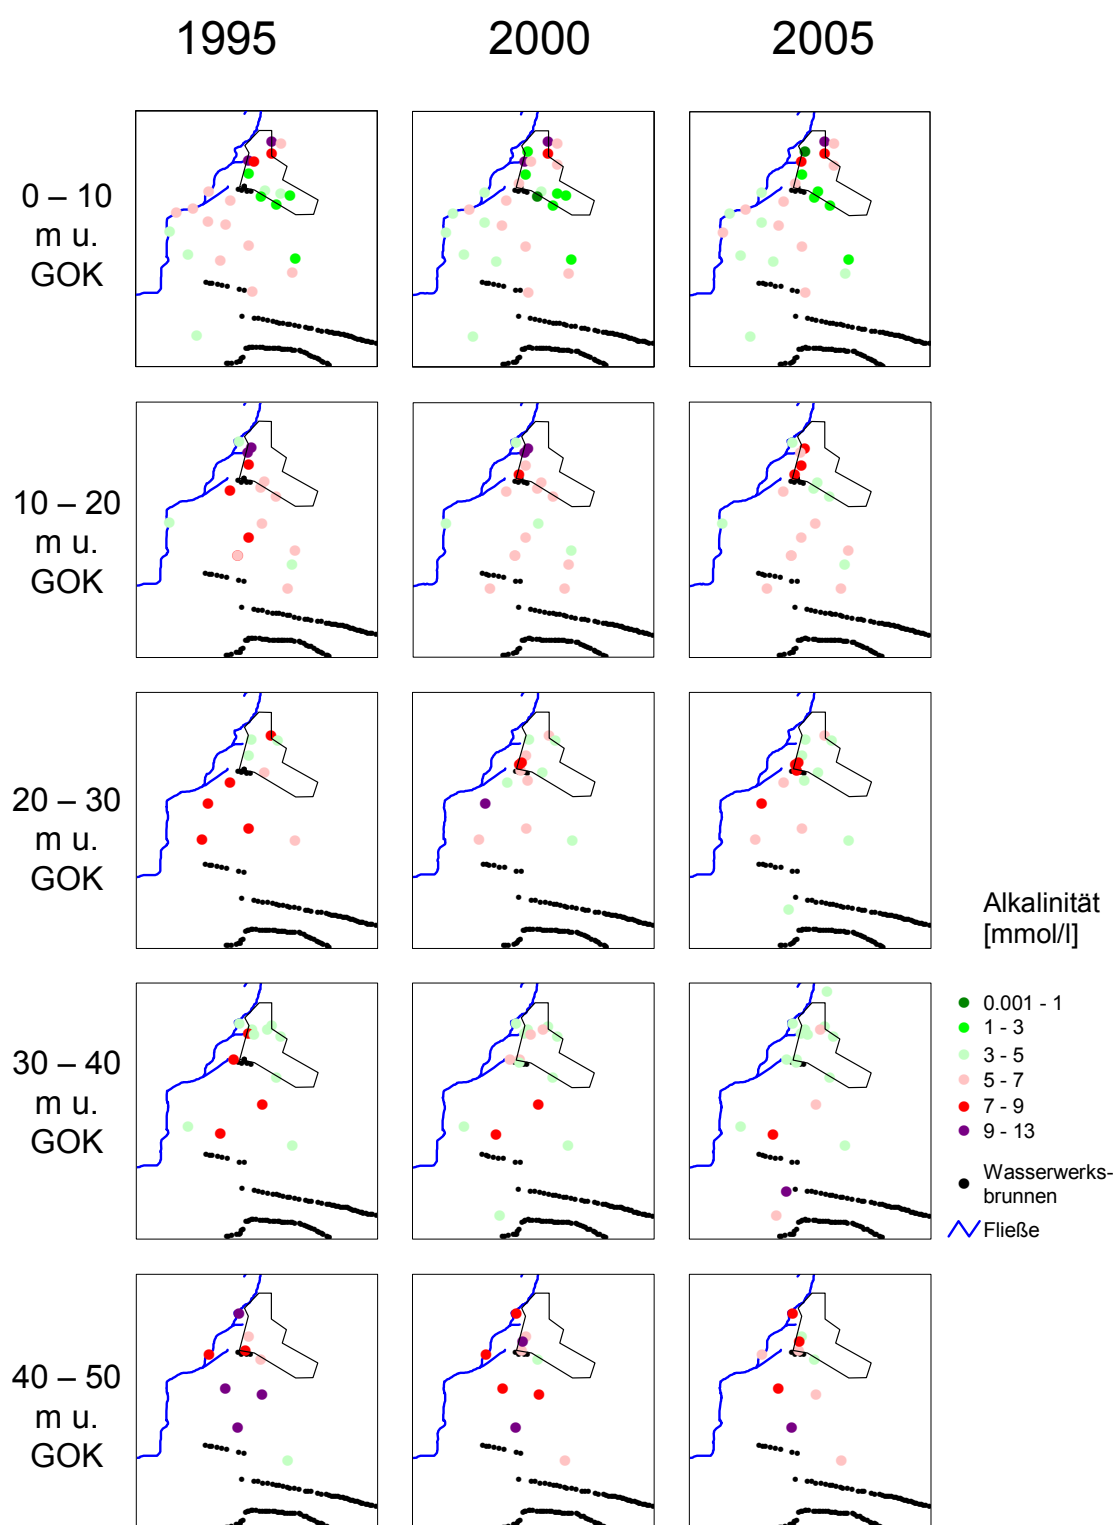 1995 2000 2005
0 – 10
m u.
GOK
10 – 20
m u.
GOK
20 – 30
m u.
GOK
30 – 40
m u.
GOK
40 – 50
m u.
GOK
Alkalinität
[mmol/l]
0.001 - 1
1 - 3
3 - 5
5 - 7
7 - 9
9 - 13
Wasserwerks-
brunnen
Fließe